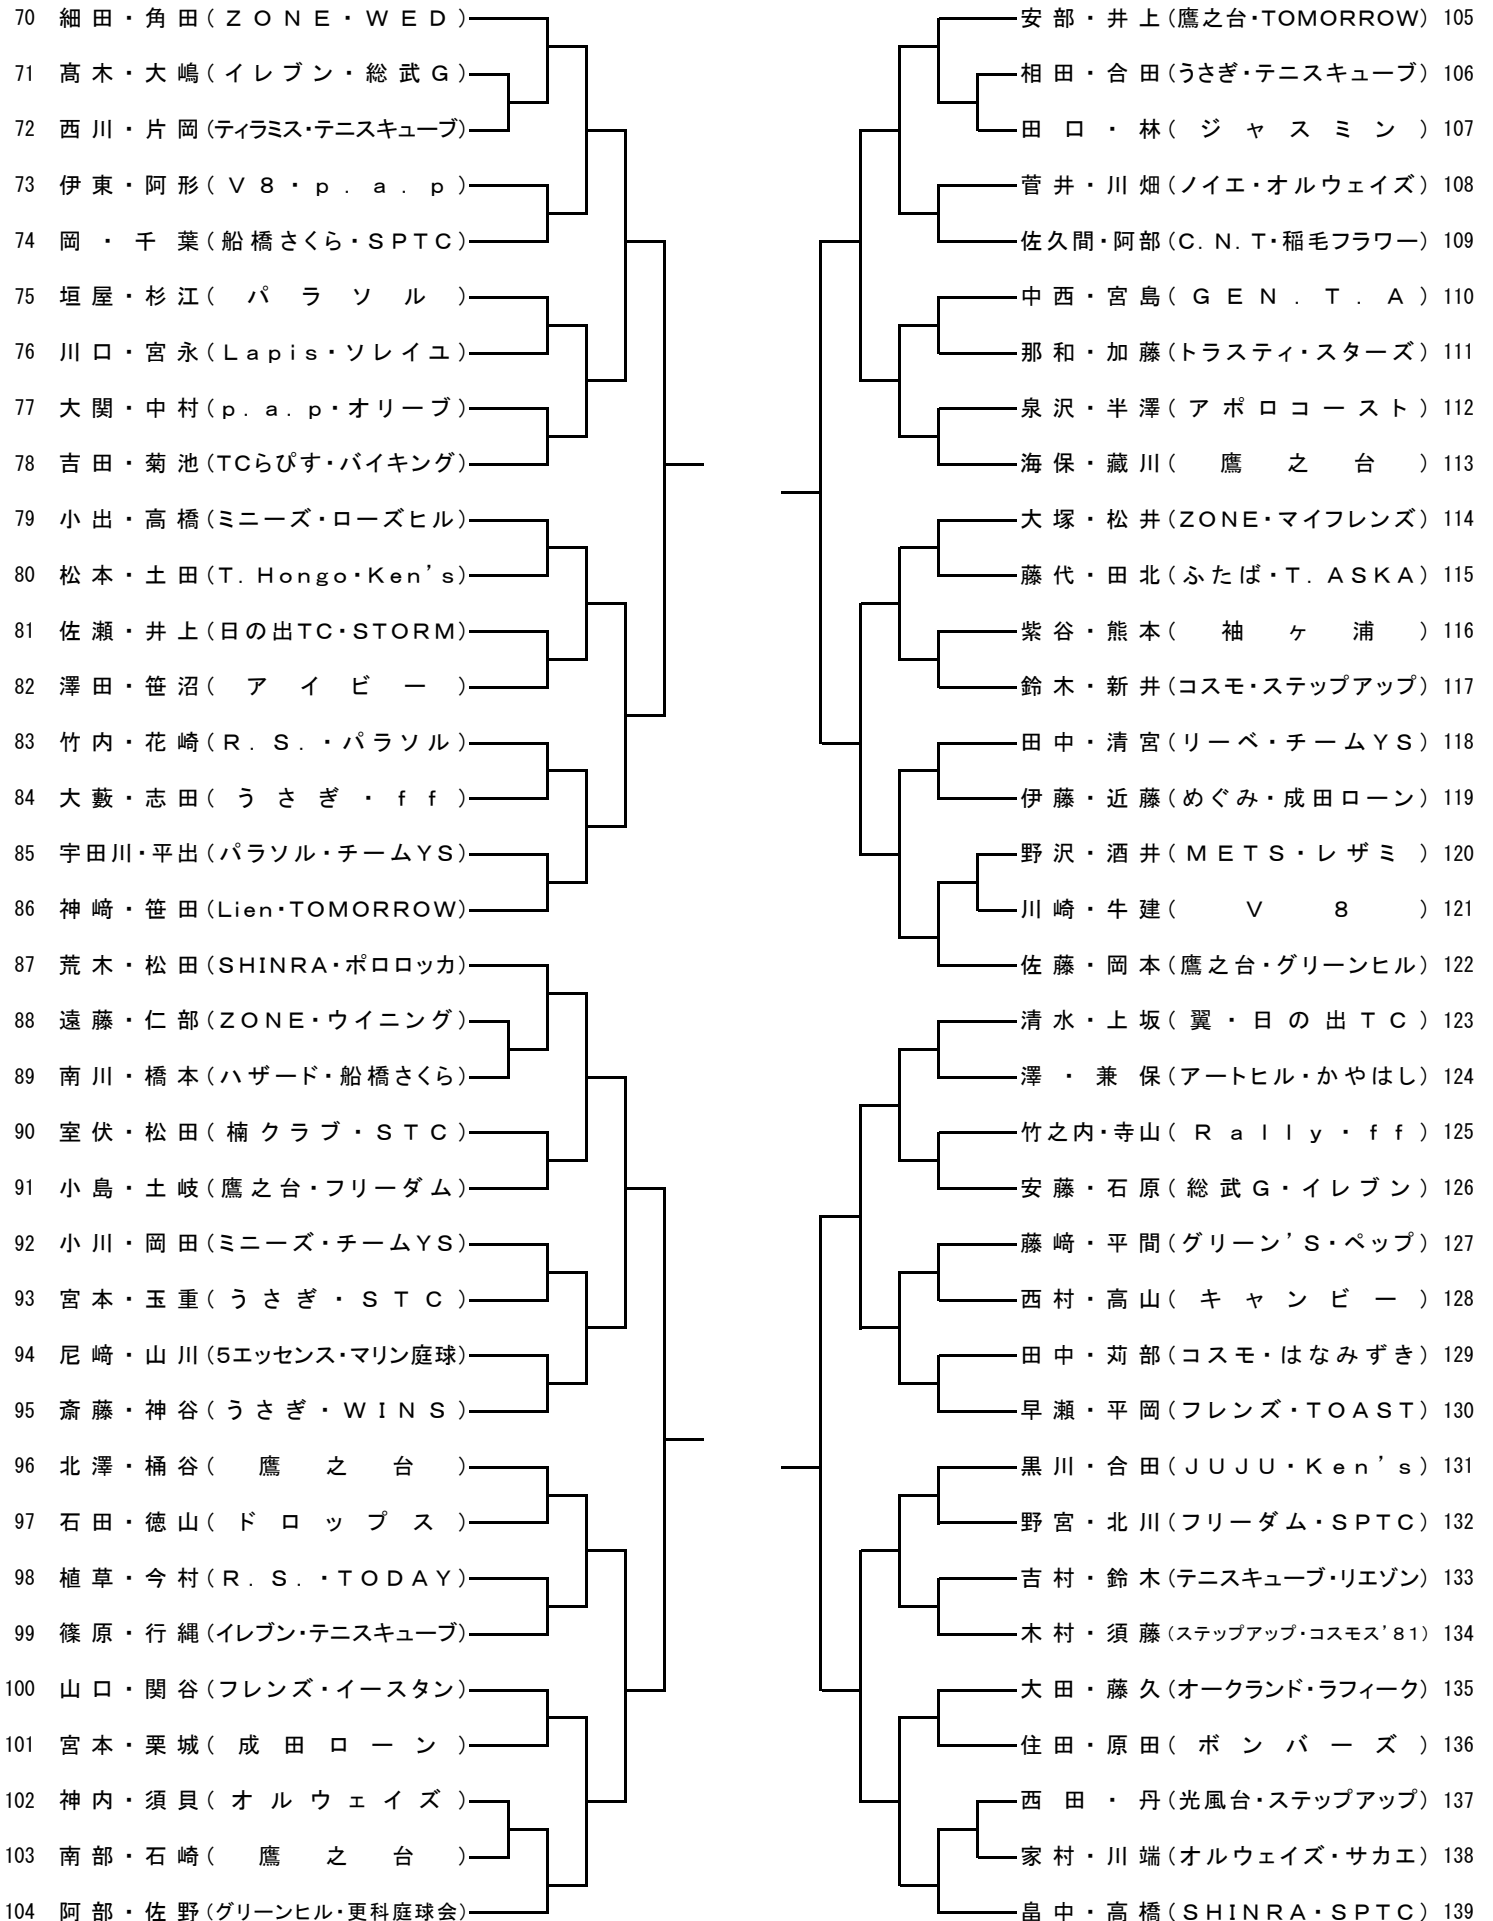 70 細田・角田(ZONE・WED)
71 髙木・大嶋(イレブン・総武G)
72 西川・片岡(ティラミス・テニスキューブ)
73 伊東・阿形(V8・p.a.p)
74 岡・千葉(船橋さくら・SPTC)
75 垣屋・杉江(パラソル)
76 川口・宮永(Lapis・ソレイユ)
77 大関・中村(p.a.p・オリーブ)
78 吉田・菊池(TCらぴす・バイキング)
79 小出・高橋(ミニーズ・ローズヒル)
80 松本・土田(T.Hongo・Ken's)
81 佐瀬・井上(日の出TC・STORM)
82 澤田・笹沼(アイビー)
83 竹内・花崎(R.S.・パラソル)
84 大藪・志田(うさぎ・ff)
85 宇田川・平出(パラソル・チームYS)
86 神﨑・笹田(Lien・TOMORROW)
87 荒木・松田(SHINRA・ポロロッカ)
88 遠藤・仁部(ZONE・ウイニング)
89 南川・橋本(ハザード・船橋さくら)
90 室伏・松田(楠クラブ・STC)
91 小島・土岐(鷹之台・フリーダム)
92 小川・岡田(ミニーズ・チームYS)
93 宮本・玉重(うさぎ・STC)
94 尼﨑・山川(5エッセンス・マリン庭球)
95 斎藤・神谷(うさぎ・WINS)
96 北澤・桶谷(鷹之台)
97 石田・徳山(ドロップス)
98 植草・今村(R.S.・TODAY)
99 篠原・行縄(イレブン・テニスキューブ)
100 山口・関谷(フレンズ・イースタン)
101 宮本・栗城(成田ローン)
102 神内・須貝(オルウェイズ)
103 南部・石崎(鷹之台)
104 阿部・佐野(グリーンヒル・更科庭球会)
安部・井上(鷹之台・TOMORROW) 105
相田・合田(うさぎ・テニスキューブ) 106
田口・林(ジャスミン) 107
菅井・川畑(ノイエ・オルウェイズ) 108
佐久間・阿部(C.N.T・稲毛フラワー) 109
中西・宮島(GEN.T.A) 110
那和・加藤(トラスティ・スターズ) 111
泉沢・半澤(アポロコースト) 112
海保・藏川(鷹之台) 113
大塚・松井(ZONE・マイフレンズ) 114
藤代・田北(ふたば・T.ASKA) 115
紫谷・熊本(袖ヶ浦) 116
鈴木・新井(コスモ・ステップアップ) 117
田中・清宮(リーベ・チームYS) 118
伊藤・近藤(めぐみ・成田ローン) 119
野沢・酒井(METS・レザミ) 120
川崎・牛建(V8) 121
佐藤・岡本(鷹之台・グリーンヒル) 122
清水・上坂(翼・日の出TC) 123
澤・兼保(アートヒル・かやはし) 124
竹之内・寺山(Rally・ff) 125
安藤・石原(総武G・イレブン) 126
藤﨑・平間(グリーン'S・ペップ) 127
西村・高山(キャンビー) 128
田中・苅部(コスモ・はなみずき) 129
早瀬・平岡(フレンズ・TOAST) 130
黒川・合田(JUJU・Ken's) 131
野宮・北川(フリーダム・SPTC) 132
吉村・鈴木(テニスキューブ・リエゾン) 133
木村・須藤(ステップアップ・コスモス'81) 134
大田・藤久(オークランド・ラフィーク) 135
住田・原田(ボンバーズ) 136
西田・丹(光風台・ステップアップ) 137
家村・川端(オルウェイズ・サカエ) 138
畠中・高橋(SHINRA・SPTC) 139